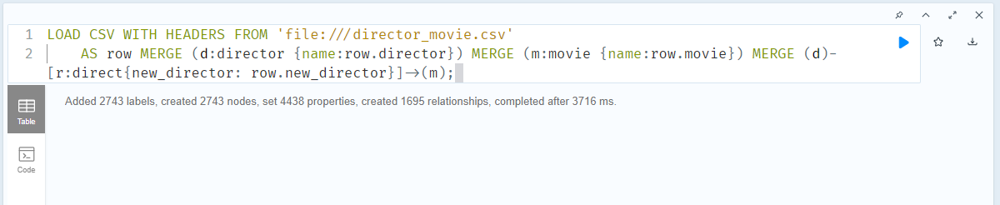 1 LOAD CSV WITH HEADERS FROM 'file:///director_movie.csv'
2 AS row MERGE (d:director {name:row.director}) MERGE (m:movie {name:row.movie}) MERGE (d)-
[r:direct{new_director: row.new_director}]->(m);
Added 2743 labels, created 2743 nodes, set 4438 properties, created 1695 relationships, completed after 3716 ms.
Table
Code